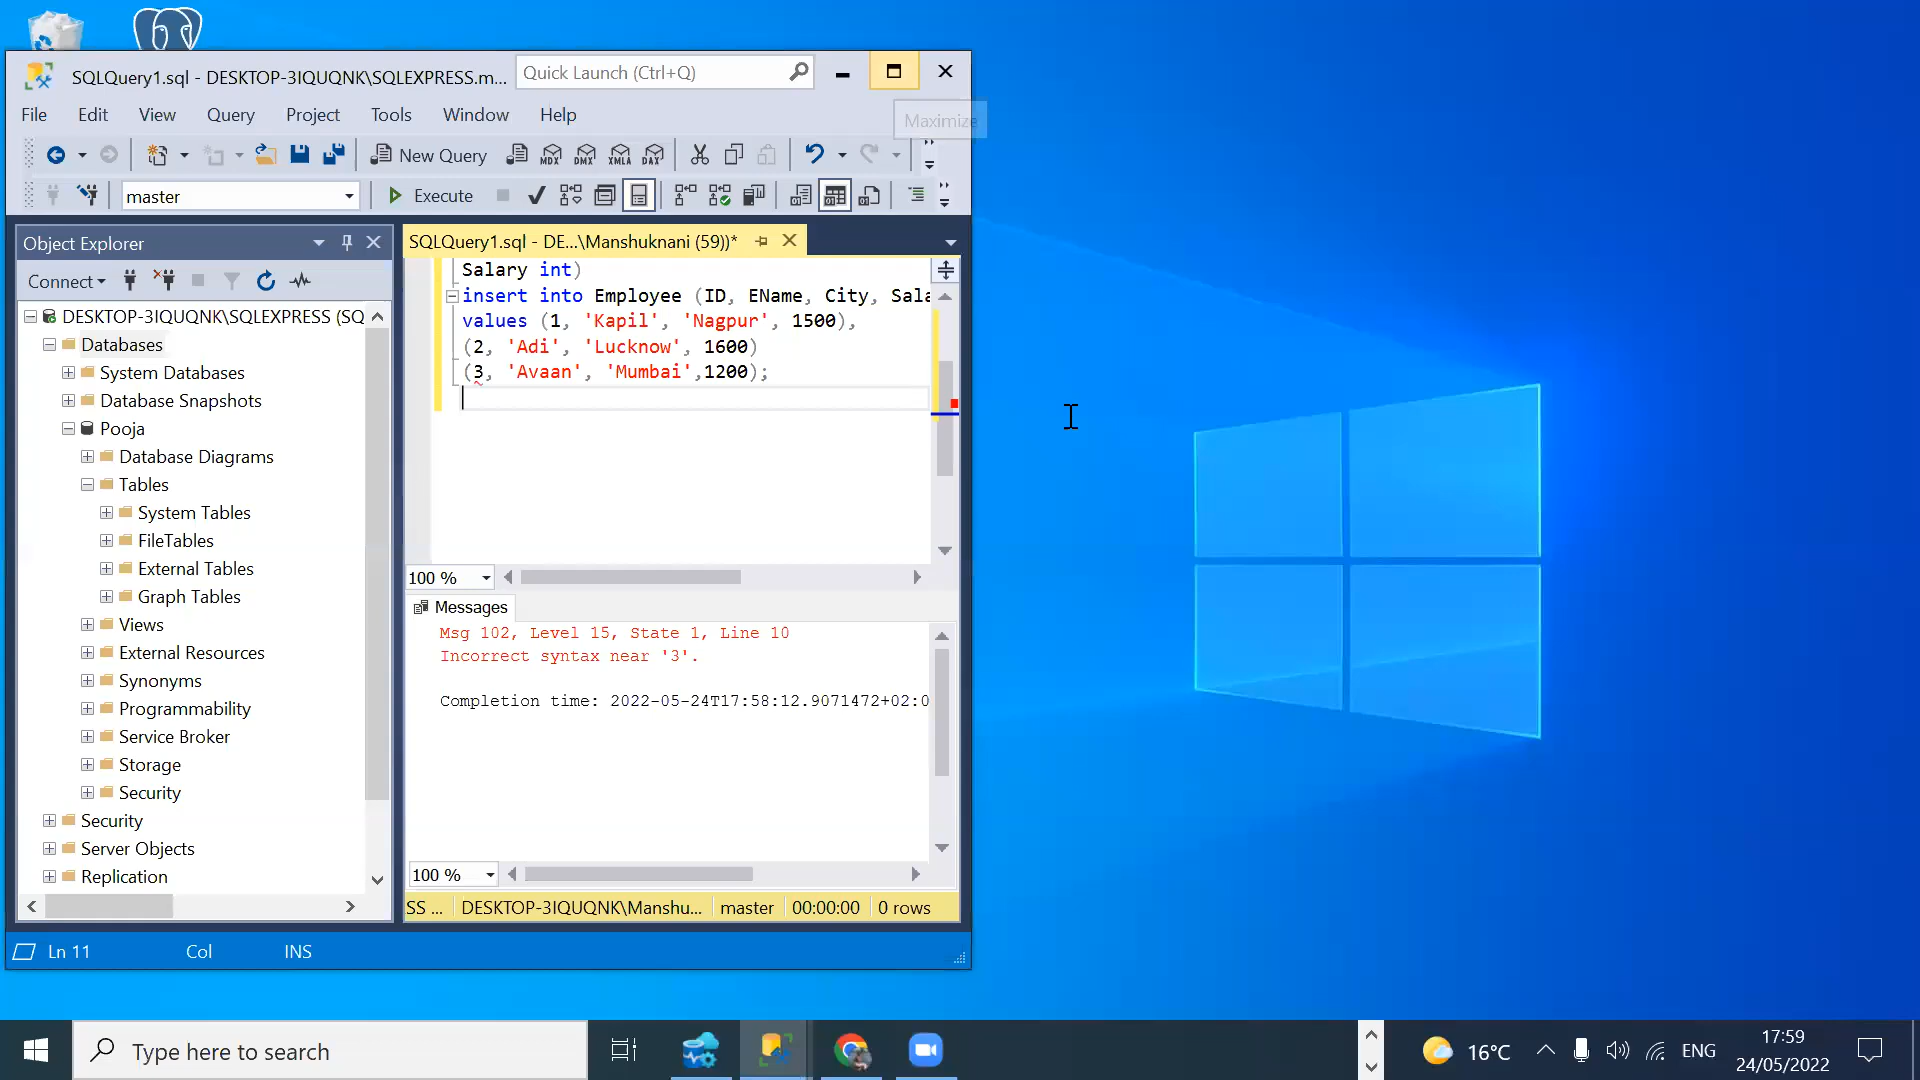 SQLQuery1.sql - DESKTOP-3IQUQNK\SQLEXPRESS.m...
Quick Launch (Ctrl+Q)
File Edit View Query Project Tools Window Help
Maximize
New Query
MDX DMX XMLA DAX
master
Execute
Object Explorer
SQLQuery1.sql - DE...\Manshuknani (59))*
Connect
DESKTOP-3IQUQNK\SQLEXPRESS (SQ
Databases
System Databases
Database Snapshots
Pooja
Database Diagrams
Tables
System Tables
FileTables
External Tables
Graph Tables
Views
External Resources
Synonyms
Programmability
Service Broker
Storage
Security
Security
Server Objects
Replication
Salary int)
insert into Employee (ID, EName, City, Sala
values (1, 'Kapil', 'Nagpur', 1500),
(2, 'Adi', 'Lucknow', 1600)
(3, 'Avaan', 'Mumbai',1200);
100 %
Messages
Msg 102, Level 15, State 1, Line 10
Incorrect syntax near '3'.
Completion time: 2022-05-24T17:58:12.9071472+02:0
100 %
SS ... DESKTOP-3IQUQNK\Manshu... master 00:00:00 0 rows
Ln 11 Col INS
Type here to search
16°C
ENG
17:59
24/05/2022